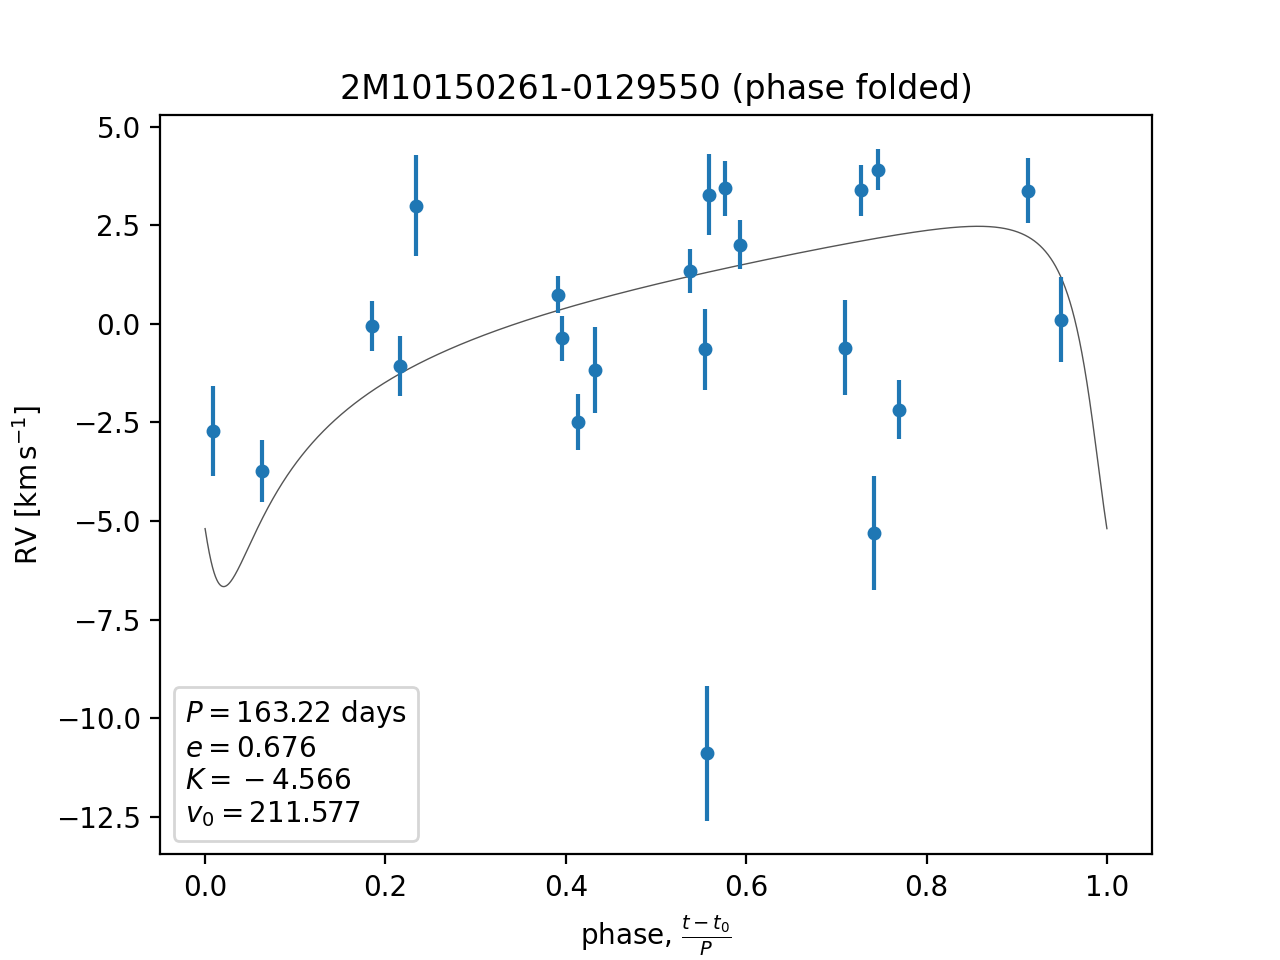 2M10150261-0129550 (phase folded)
5.0
2.5
0.0
−2.5
−5.0
−7.5
−10.0
−12.5
RV [km s⁻¹]
P = 163.22 days
e = 0.676
K = −4.566
v₀ = 211.577
0.0 0.2 0.4 0.6 0.8 1.0
phase, (t − t₀)/P